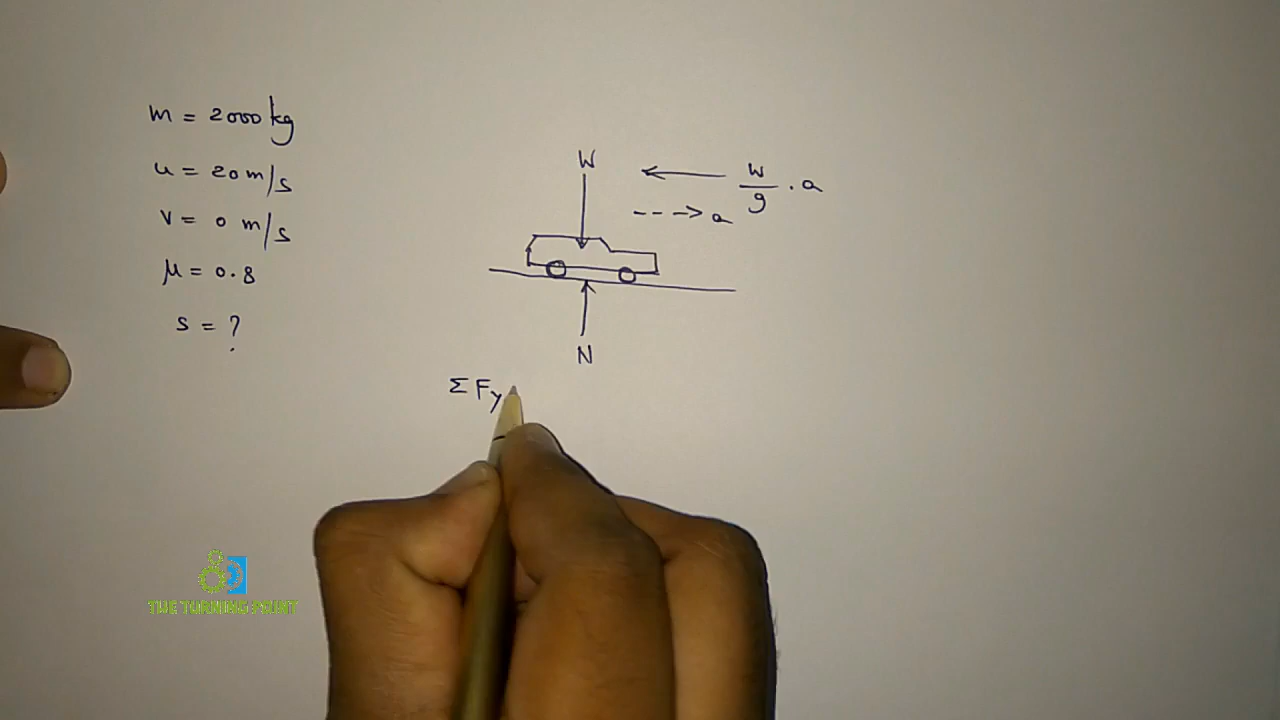 m = 2000 kg
u = 20 m/s
v = 0 m/s
μ = 0.8
s = ?
W
W/g . a
a
N
ΣFy
THE TURNING POINT